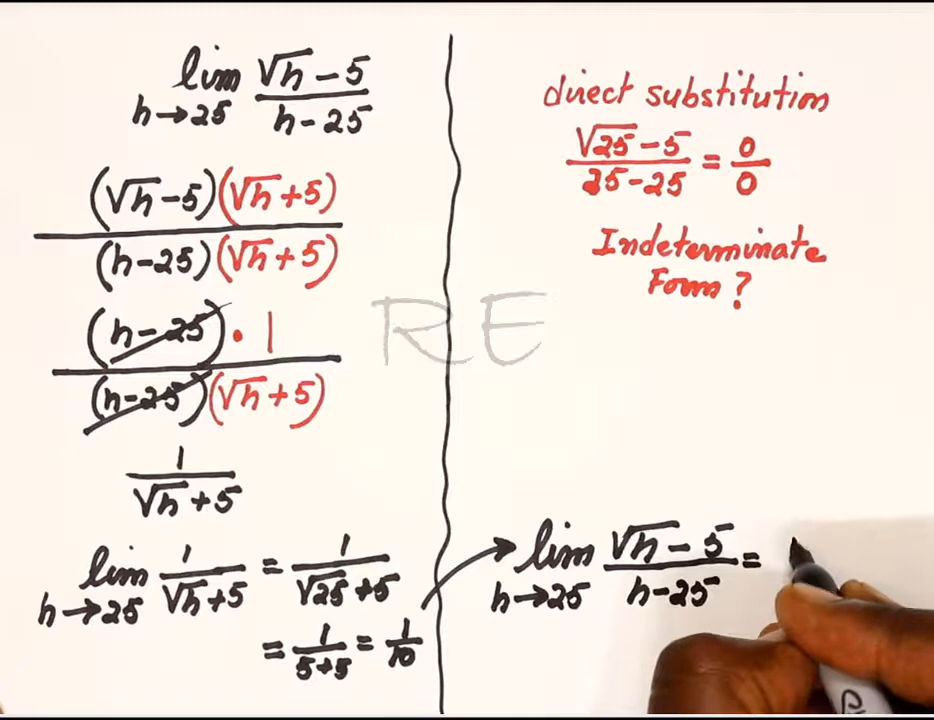 lim h→25 (√h - 5)/(h - 25)
(√h - 5)(√h + 5)
(h - 25)(√h + 5)
(h - 25) · 1
(h - 25)(√h + 5)
1
√h + 5
lim h→25 1/(√h + 5) = 1/(√25 + 5)
= 1/(5+5) = 1/10
direct substitution
(√25 - 5)/(25 - 25) = 0/0
Indeterminate
Form?
RE
lim h→25 (√h - 5)/(h - 25) =